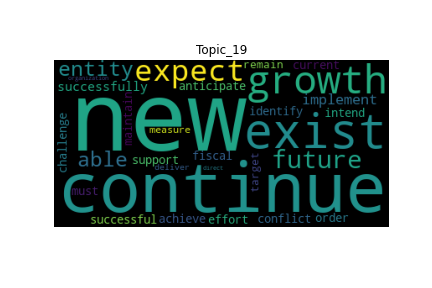 Topic_19
organization
entity expect remain current
growth
successfully anticipate
new
maintain
implement
identify intend
measure
exist
challenge
able support fiscal future
deliver target direct
must continue
successful achieve effort conflict order